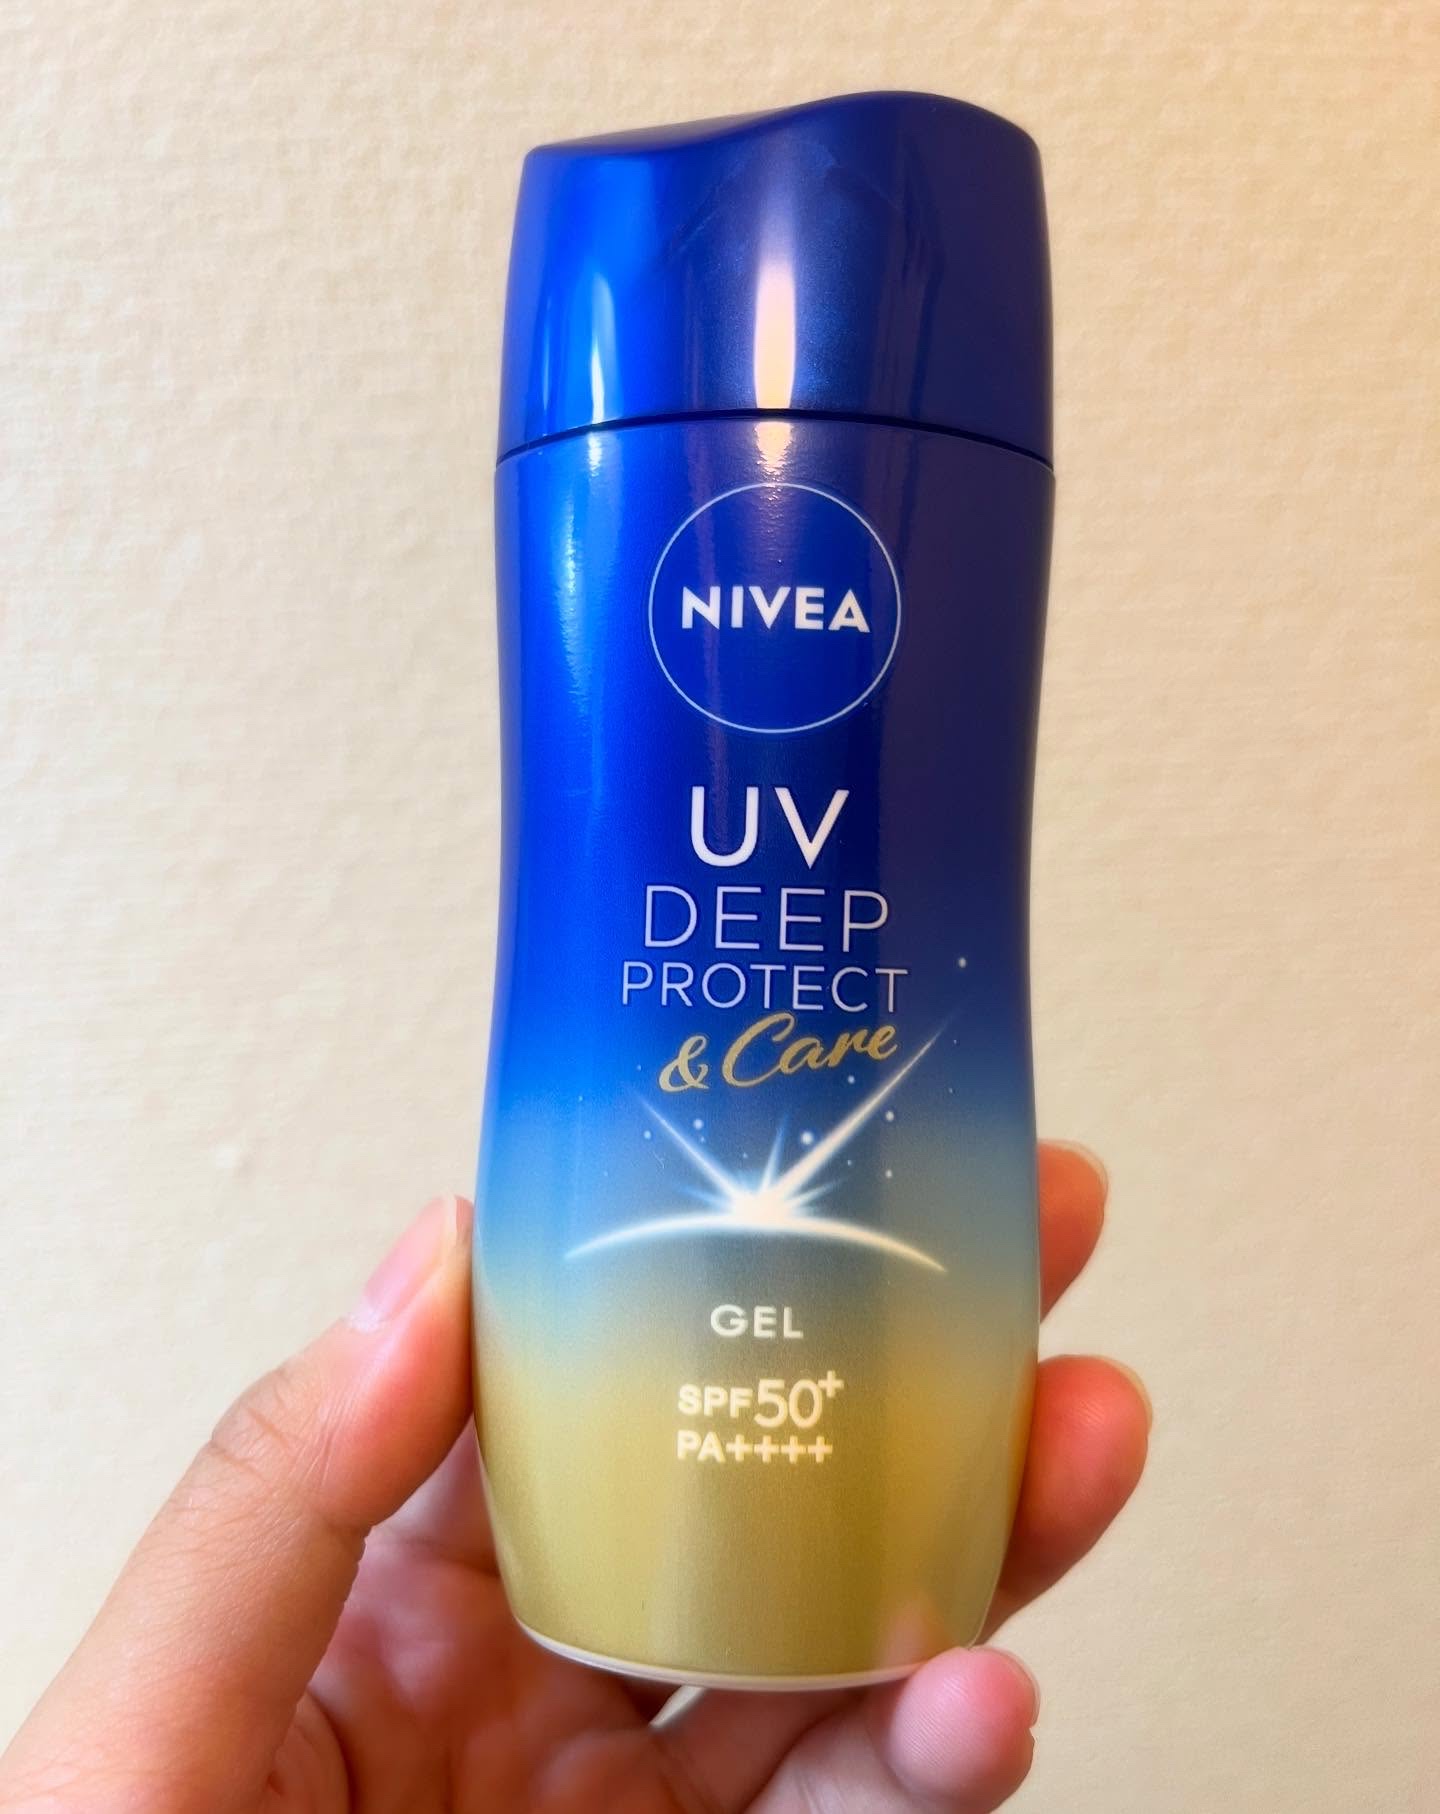 NIVEA
UV
DEEP
PROTECT
& Care
GEL
SPF50+
PA++++